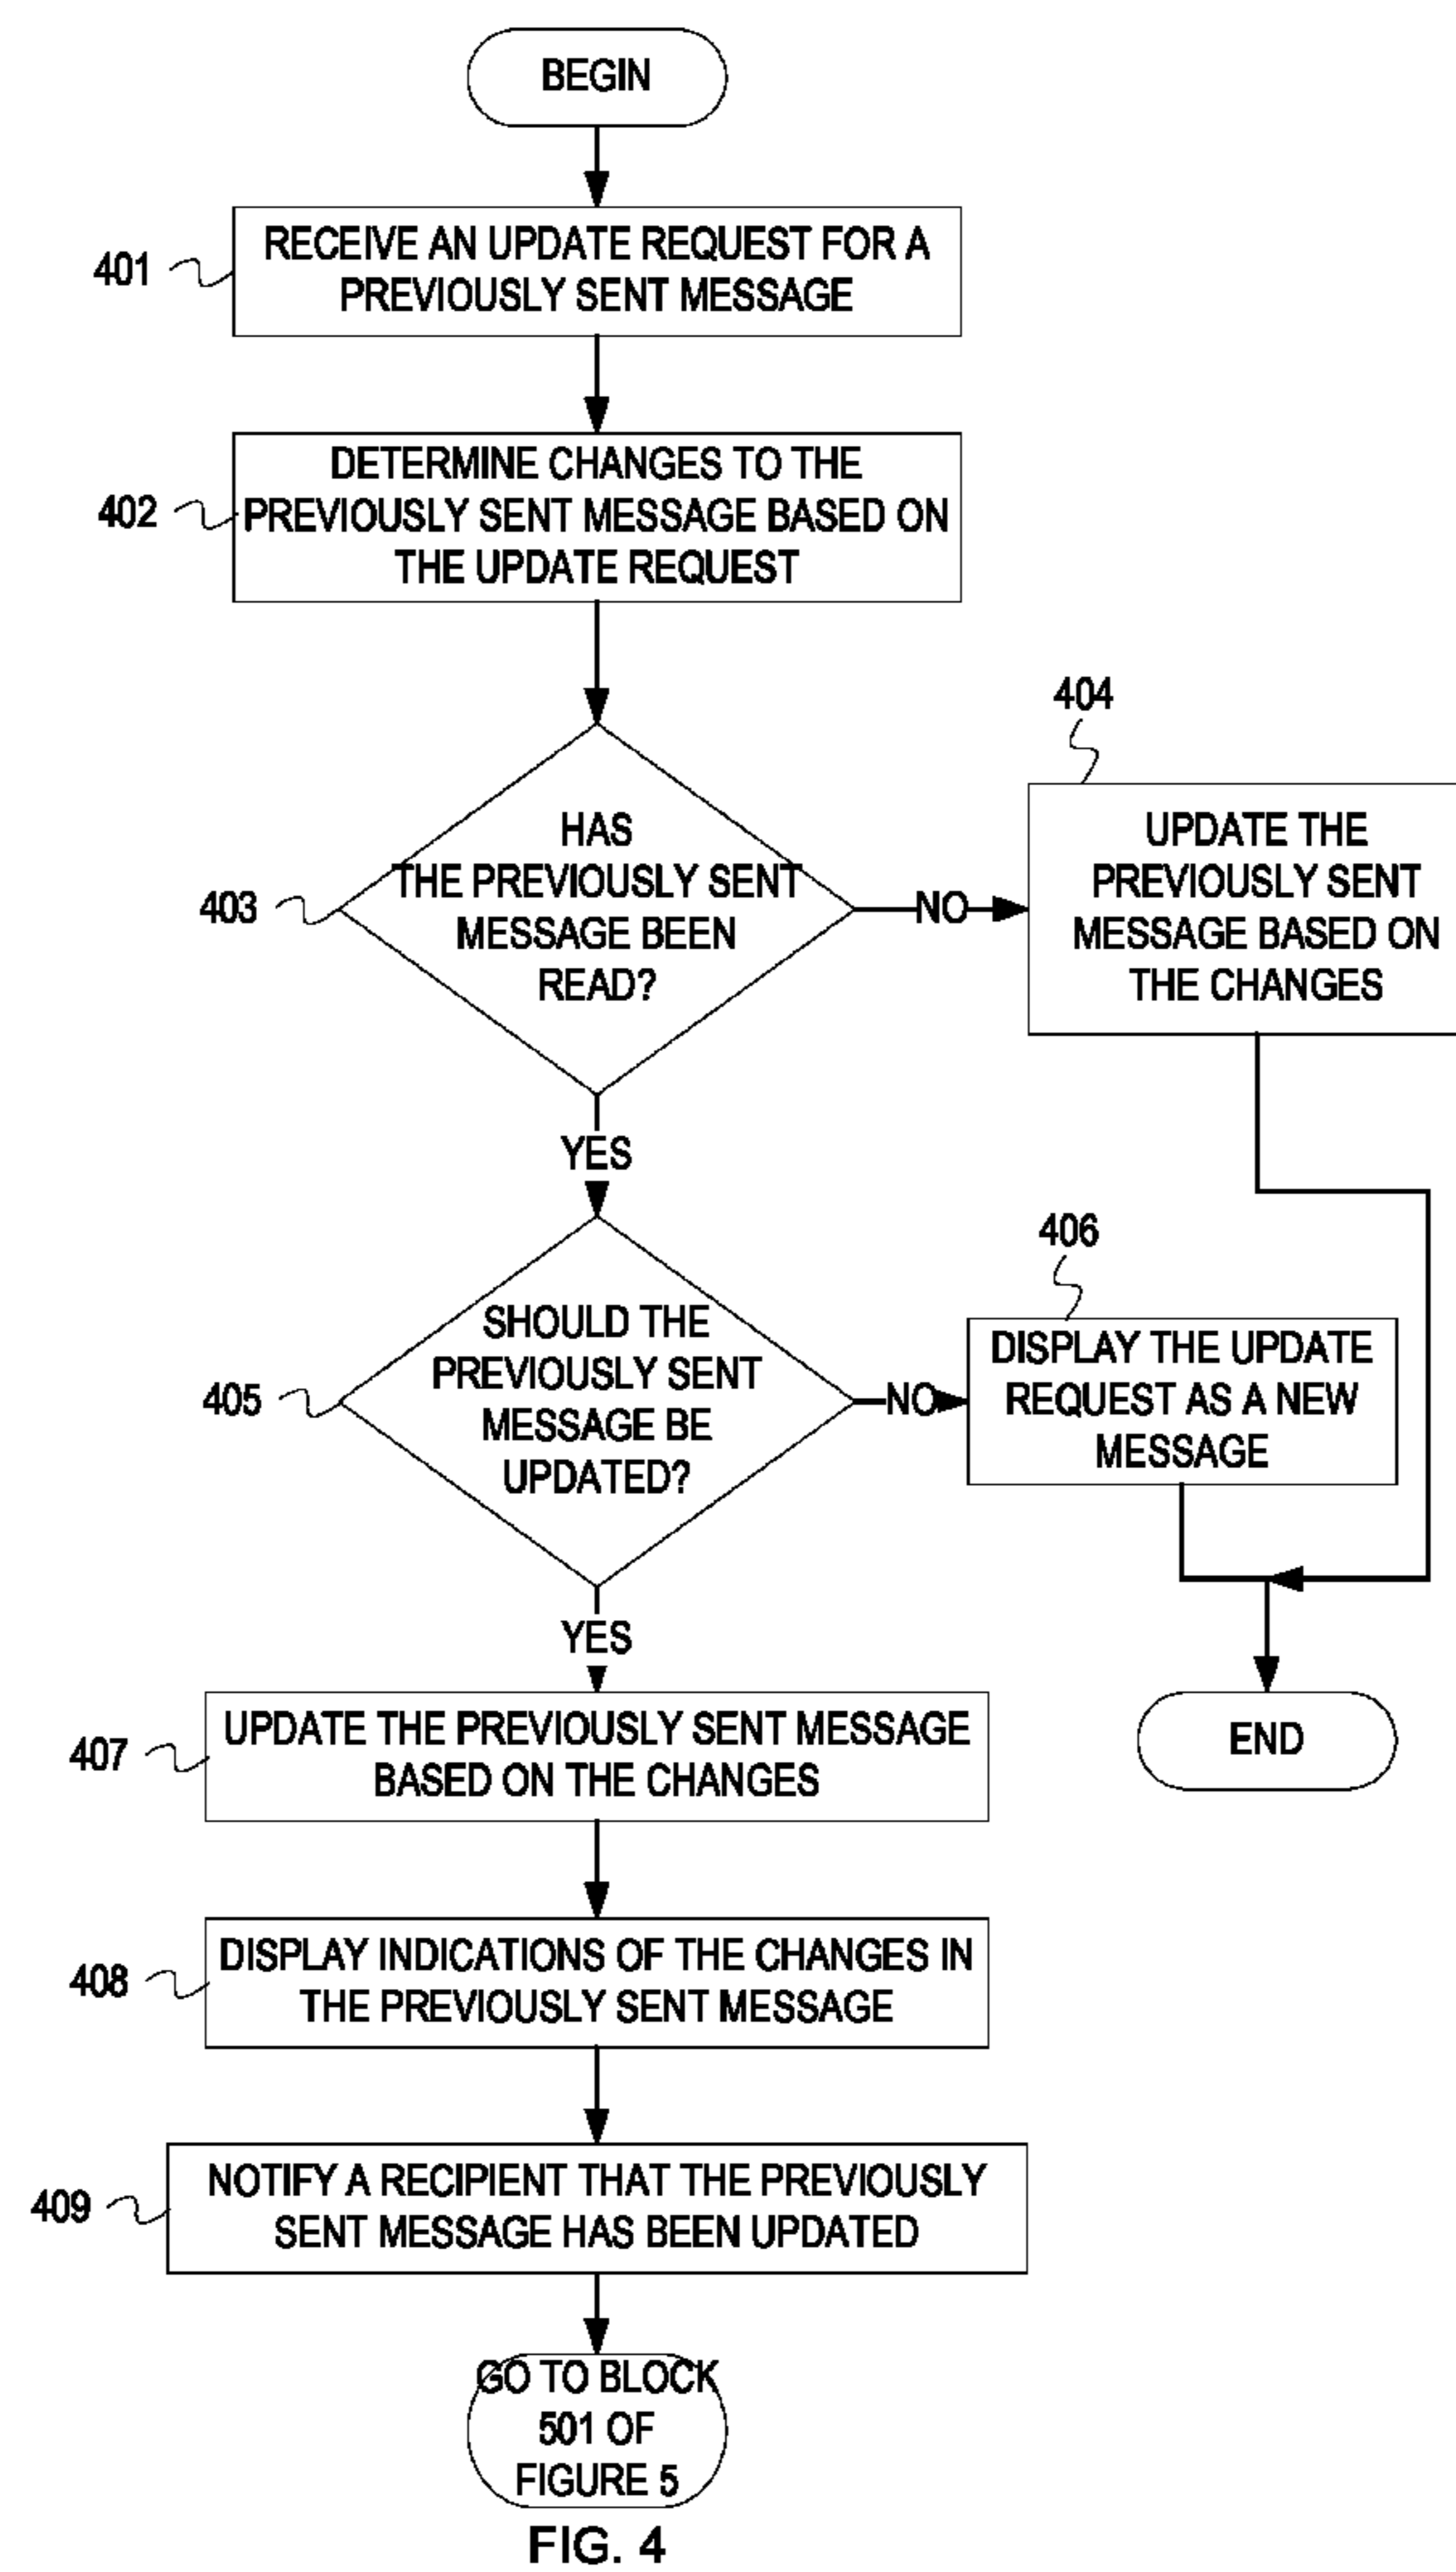 BEGIN
401
RECEIVE AN UPDATE REQUEST FOR A
PREVIOUSLY SENT MESSAGE
402
DETERMINE CHANGES TO THE
PREVIOUSLY SENT MESSAGE BASED ON
THE UPDATE REQUEST
403
HAS
THE PREVIOUSLY SENT
MESSAGE BEEN
READ?
NO
404
UPDATE THE
PREVIOUSLY SENT
MESSAGE BASED ON
THE CHANGES
YES
405
SHOULD THE
PREVIOUSLY SENT
MESSAGE BE
UPDATED?
NO
406
DISPLAY THE UPDATE
REQUEST AS A NEW
MESSAGE
YES
END
407
UPDATE THE PREVIOUSLY SENT MESSAGE
BASED ON THE CHANGES
408
DISPLAY INDICATIONS OF THE CHANGES IN
THE PREVIOUSLY SENT MESSAGE
409
NOTIFY A RECIPIENT THAT THE PREVIOUSLY
SENT MESSAGE HAS BEEN UPDATED
GO TO BLOCK
501 OF
FIGURE 5
FIG. 4